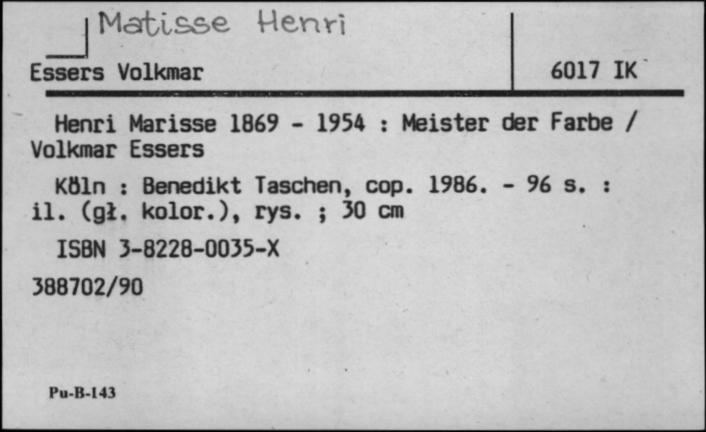 Matisse Henri
Essers Volkmar
6017 IK
Henri Marisse 1869 - 1954 : Meister der Farbe /
Volkmar Essers
Köln : Benedikt Taschen, cop. 1986. - 96 s. :
il. (gł. kolor.), rys. ; 30 cm
ISBN 3-8228-0035-X
388702/90
Pu-B-143